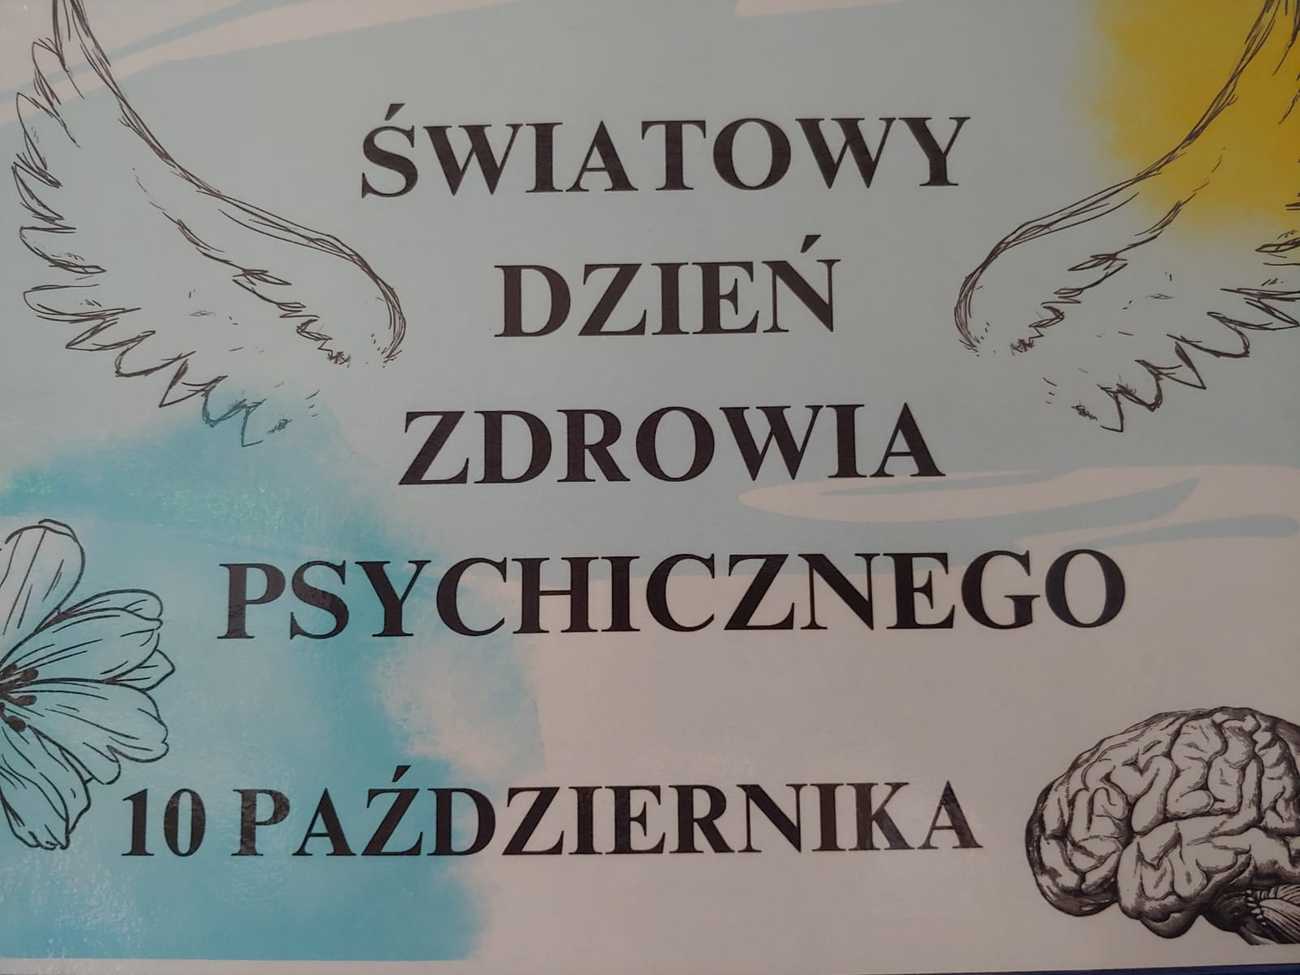 ŚWIATOWY
DZIEŃ
ZDROWIA
PSYCHICZNEGO
10 PAŹDZIERNIKA